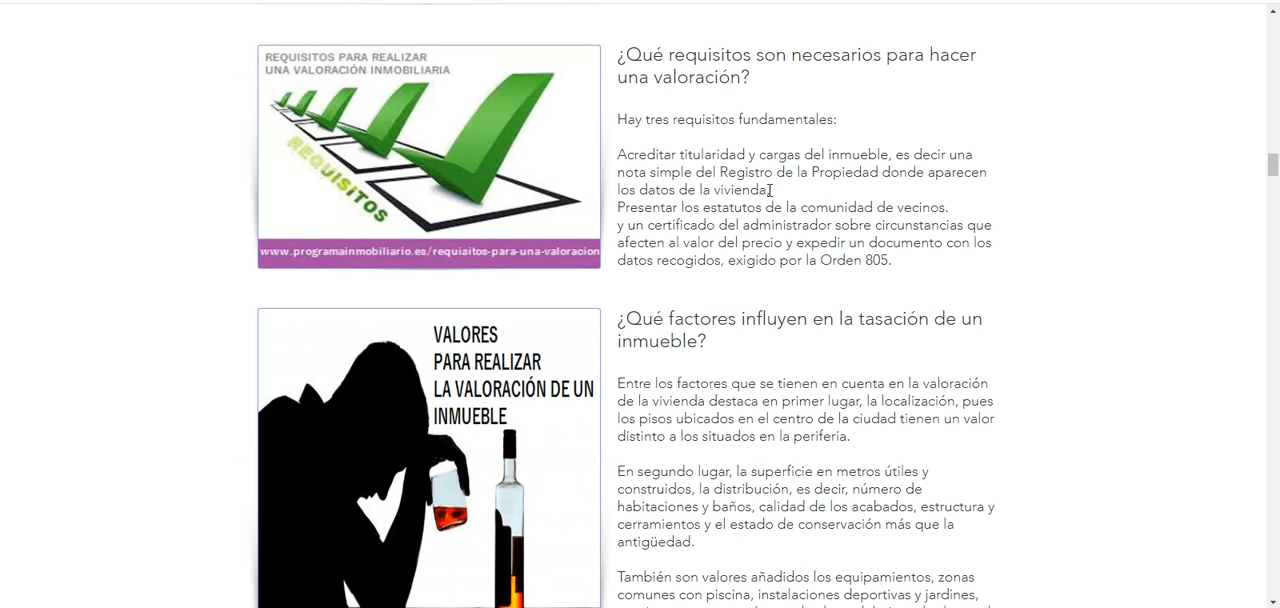 REQUISITOS PARA REALIZAR
UNA VALORACIÓN INMOBILIARIA
REQUISITOS
www.programainmobiliario.es/requisitos-para-una-valoracion
¿Qué requisitos son necesarios para hacer
una valoración?
Hay tres requisitos fundamentales:
Acreditar titularidad y cargas del inmueble, es decir una
nota simple del Registro de la Propiedad donde aparecen
los datos de la vivienda.
Presentar los estatutos de la comunidad de vecinos.
y un certificado del administrador sobre circunstancias que
afecten al valor del precio y expedir un documento con los
datos recogidos, exigido por la Orden 805.
VALORES
PARA REALIZAR
LA VALORACIÓN DE UN
INMUEBLE
¿Qué factores influyen en la tasación de un
inmueble?
Entre los factores que se tienen en cuenta en la valoración
de la vivienda destaca en primer lugar, la localización, pues
los pisos ubicados en el centro de la ciudad tienen un valor
distinto a los situados en la periferia.
En segundo lugar, la superficie en metros útiles y
construidos, la distribución, es decir, número de
habitaciones y baños, calidad de los acabados, estructura y
cerramientos y el estado de conservación más que la
antigüedad.
También son valores añadidos los equipamientos, zonas
comunes con piscina, instalaciones deportivas y jardines,